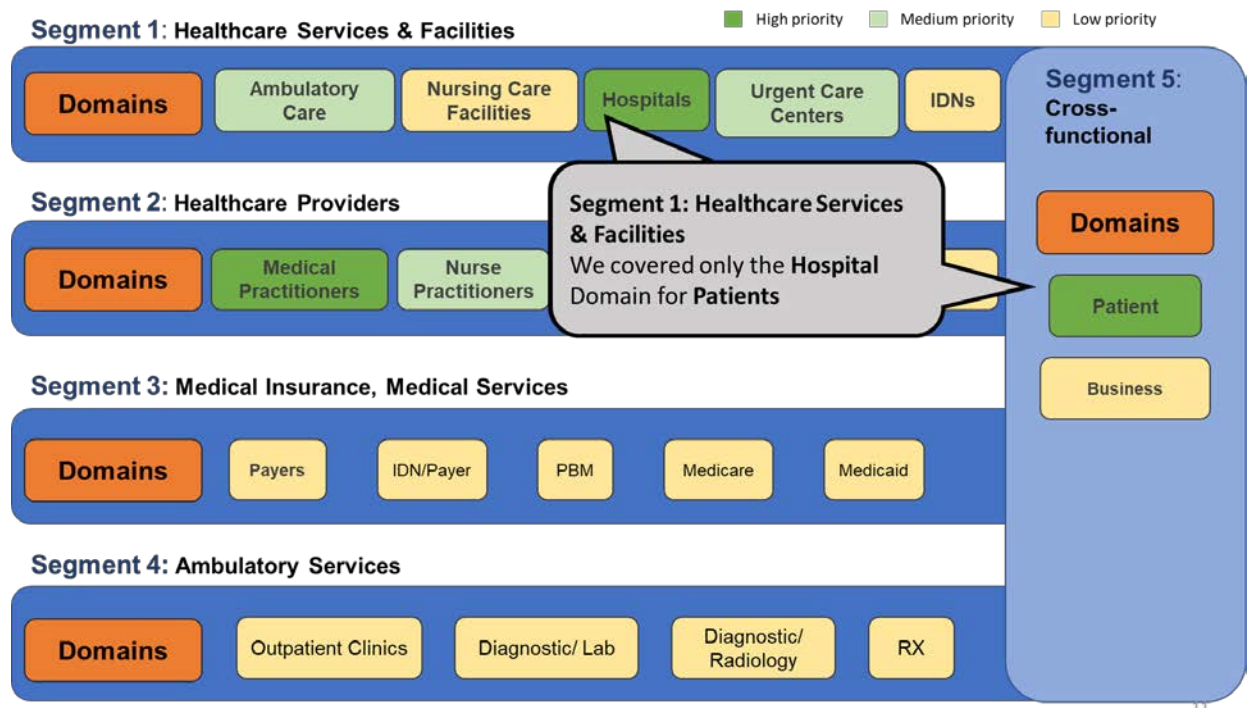 High priority
Medium priority
Low priority
Segment 1: Healthcare Services & Facilities
Domains
Ambulatory
Care
Nursing Care
Facilities
Hospitals
Urgent Care
Centers
IDNs
Segment 5:
Cross-
functional
Domains
Patient
Business
Segment 1: Healthcare Services
& Facilities
We covered only the Hospital
Domain for Patients
Segment 2: Healthcare Providers
Domains
Medical
Practitioners
Nurse
Practitioners
Segment 3: Medical Insurance, Medical Services
Domains
Payers
IDN/Payer
PBM
Medicare
Medicaid
Segment 4: Ambulatory Services
Domains
Outpatient Clinics
Diagnostic/ Lab
Diagnostic/
Radiology
RX